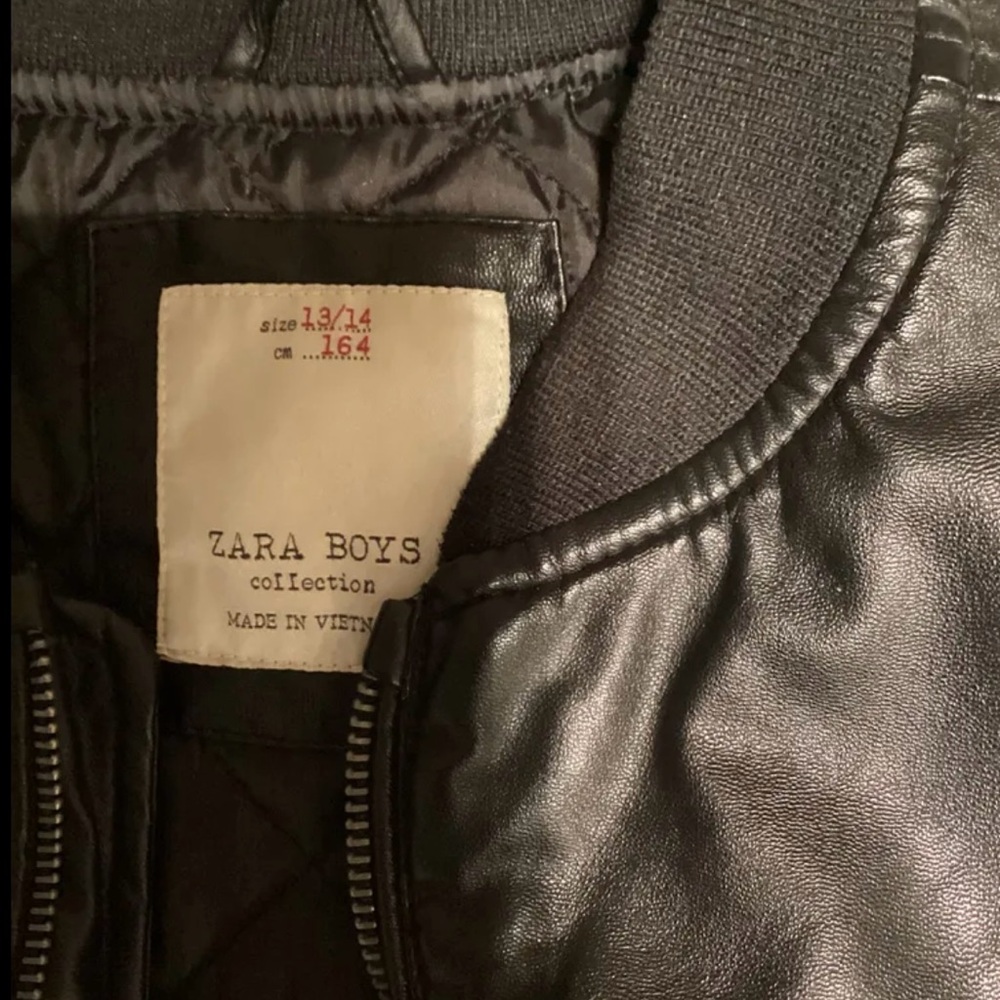 size 13/14
cm 164
ZARA BOYS
collection
MADE IN VIETN